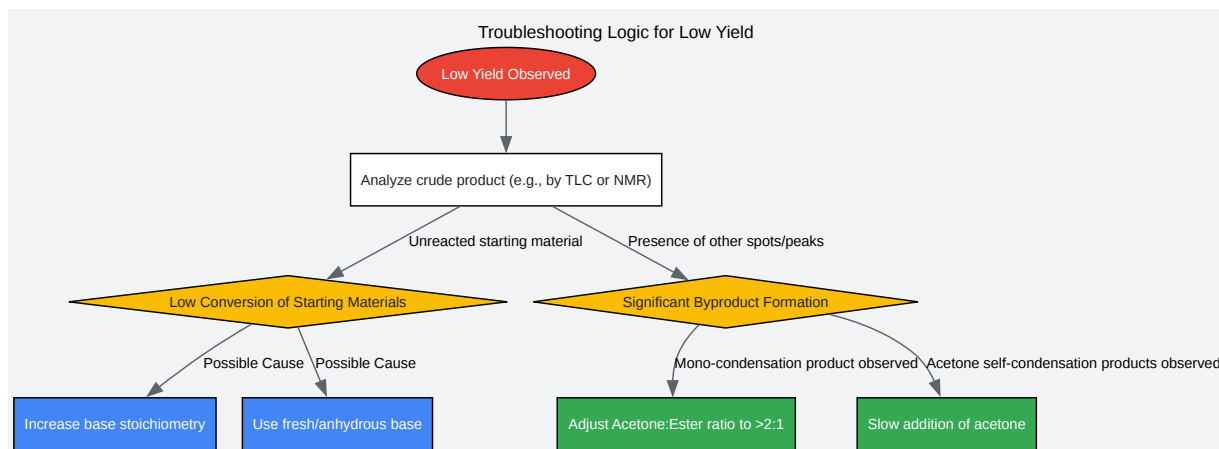 Troubleshooting Logic for Low Yield
Low Yield Observed
Analyze crude product (e.g., by TLC or NMR)
Unreacted starting material
Presence of other spots/peaks
Low Conversion of Starting Materials
Significant Byproduct Formation
Possible Cause
Possible Cause
Mono-condensation product observed
Acetone self-condensation products observed
Increase base stoichiometry
Use fresh/anhydrous base
Adjust Acetone:Ester ratio to >2:1
Slow addition of acetone